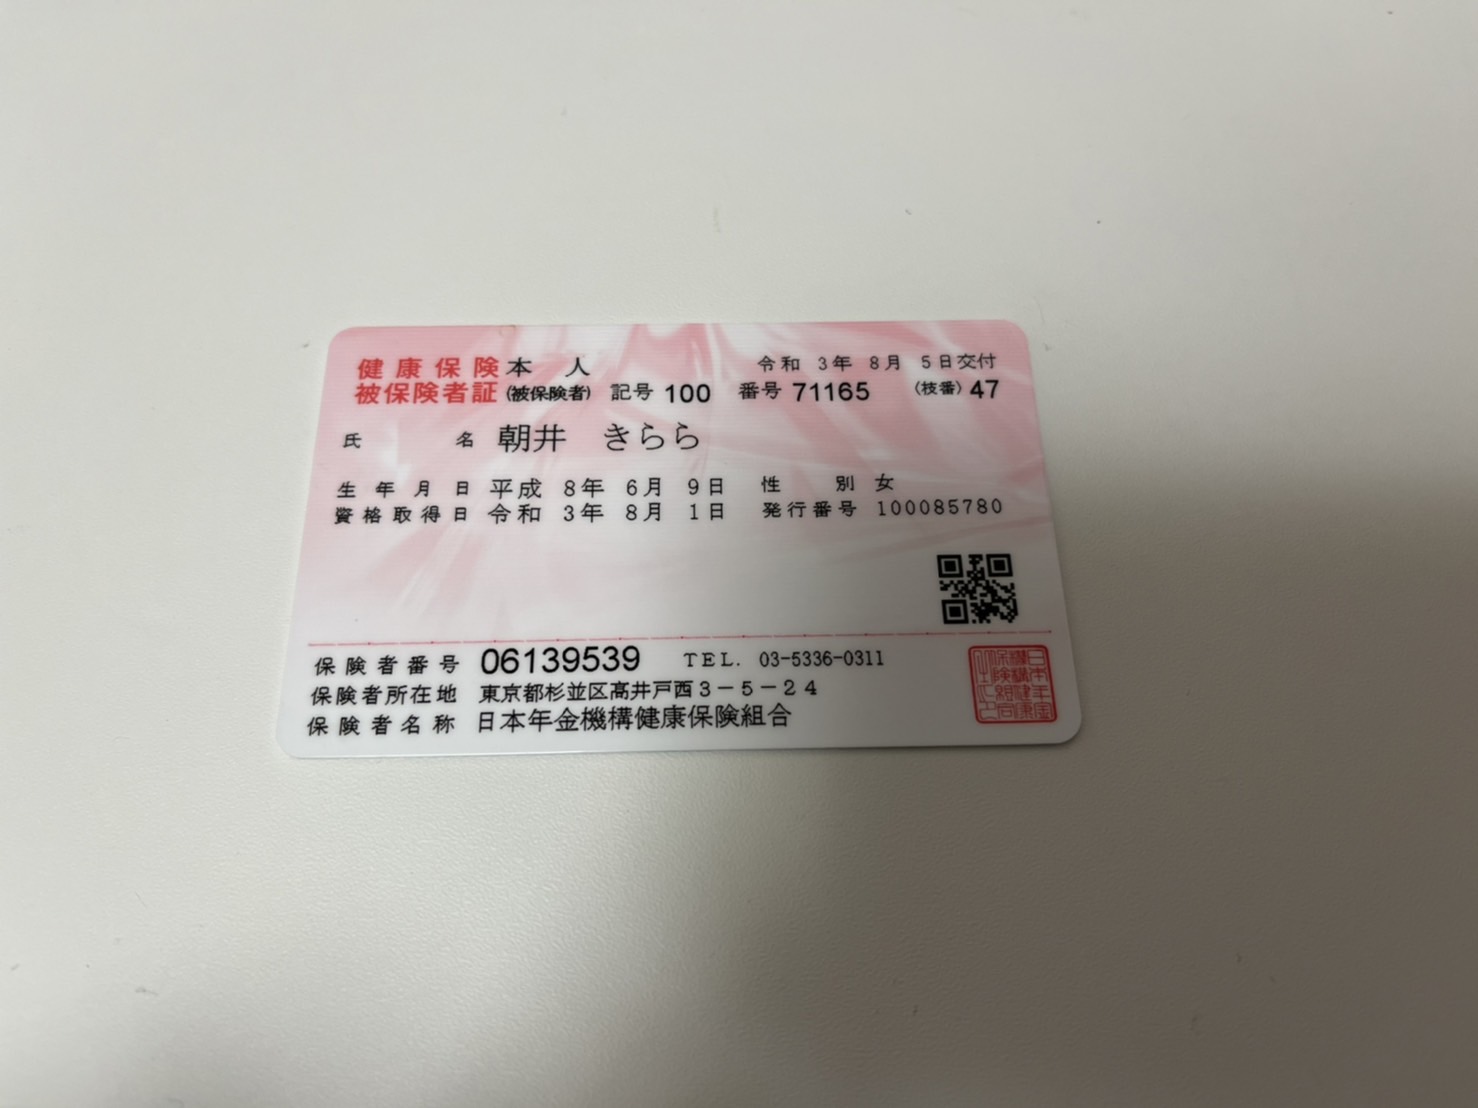 健康保険 本人 令和 3年 8月 5日交付
被保険者証 (被保険者) 記号 100 番号 71165 (枝番) 47
氏名 朝井 きらら
生年月日 平成 8年 6月 9日 性別 女
資格取得日 令和 3年 8月 1日 発行番号 100085780
保険者番号 06139539 TEL. 03-5336-0311
保険者所在地 東京都杉並区高井戸西3-5-24
保険者名称 日本年金機構健康保険組合